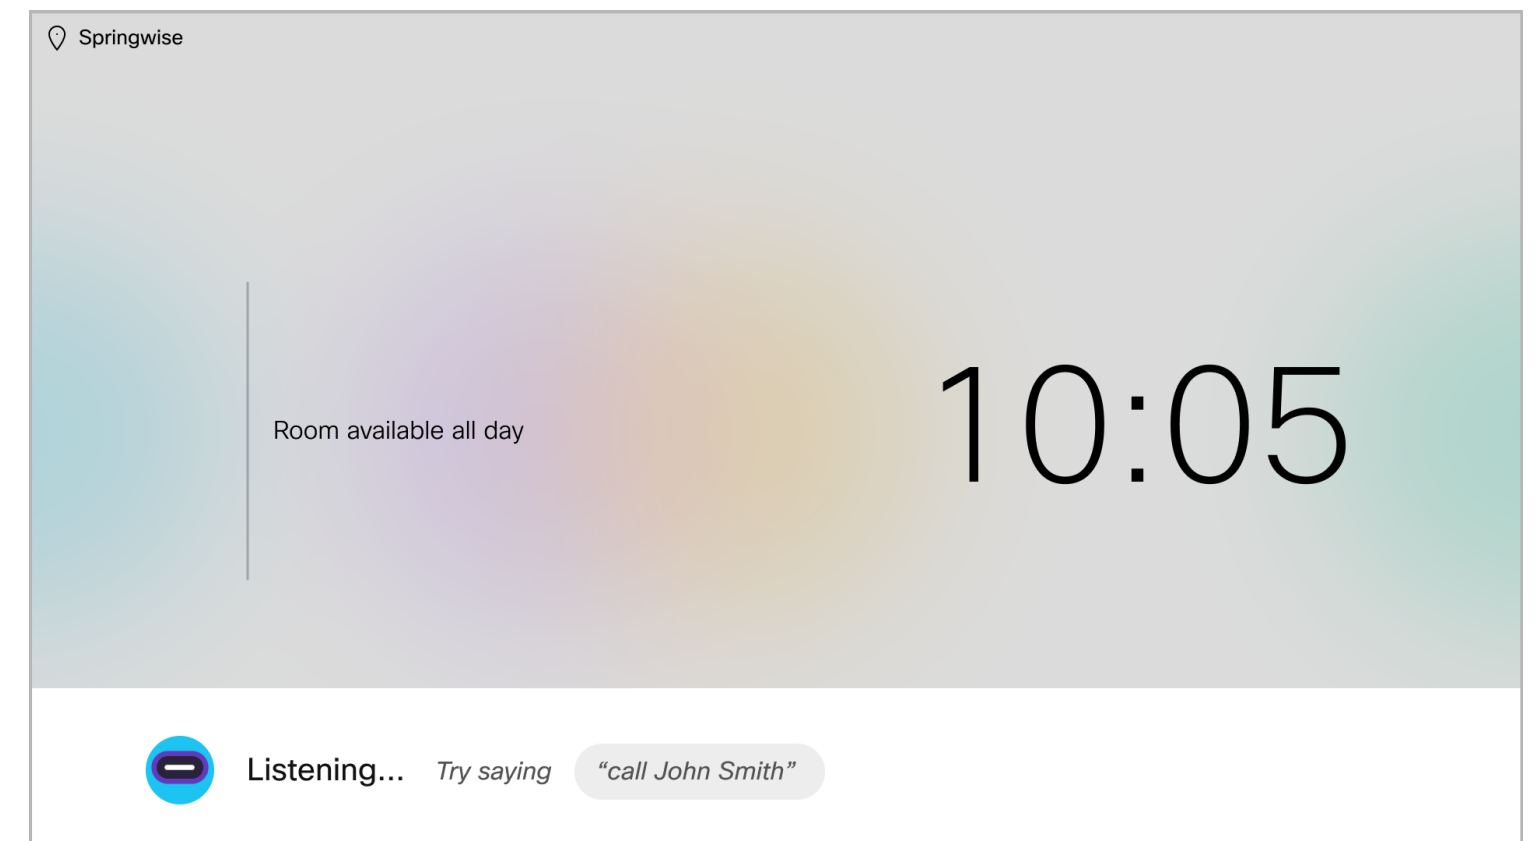 Springwise
Room available all day
10:05
Listening... Try saying “call John Smith”